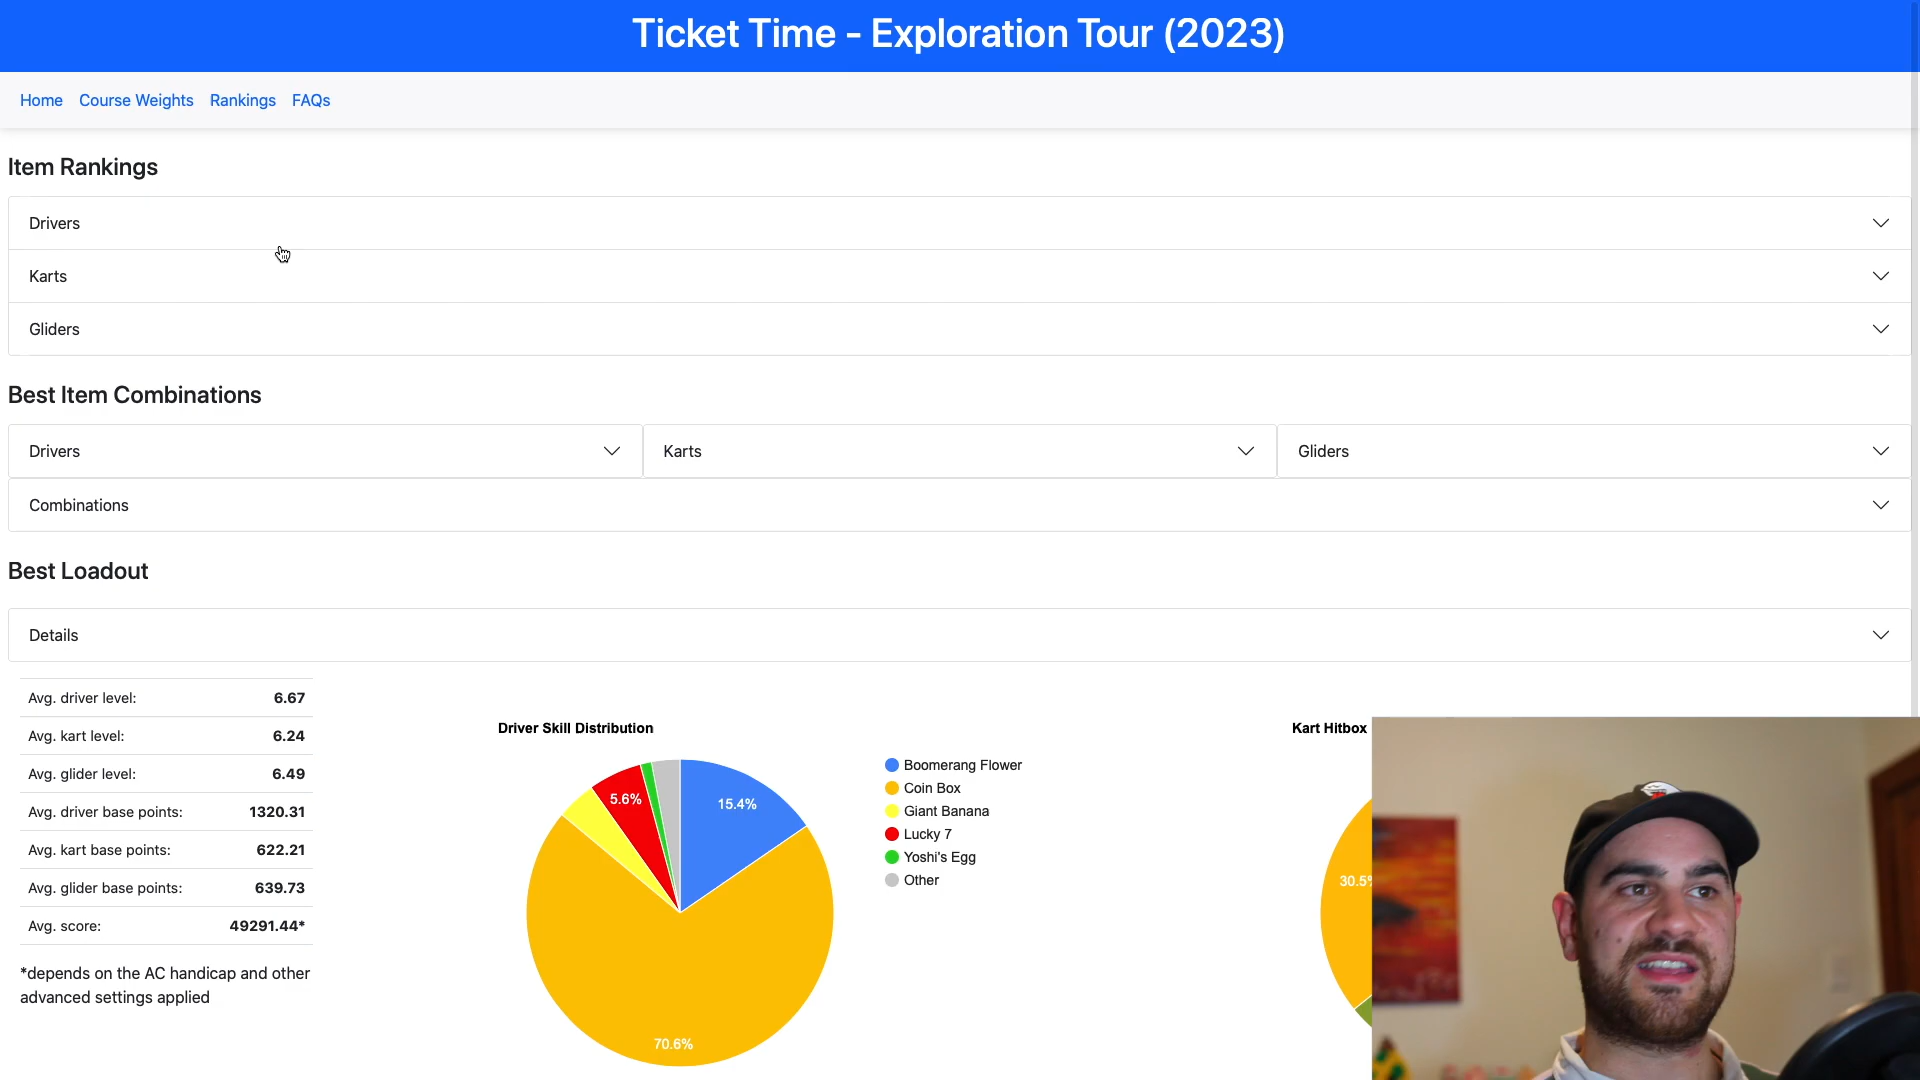 Ticket Time - Exploration Tour (2023)
Home Course Weights Rankings FAQs
Item Rankings
Drivers
Karts
Gliders
Best Item Combinations
Drivers Karts Gliders
Combinations
Best Loadout
Details
Avg. driver level: 6.67
Avg. kart level: 6.24
Avg. glider level: 6.49
Avg. driver base points: 1320.31
Avg. kart base points: 622.21
Avg. glider base points: 639.73
Avg. score: 49291.44*
*depends on the AC handicap and other
advanced settings applied
Driver Skill Distribution
5.6%
15.4%
70.6%
Boomerang Flower
Coin Box
Giant Banana
Lucky 7
Yoshi's Egg
Other
Kart Hitbox
30.5%